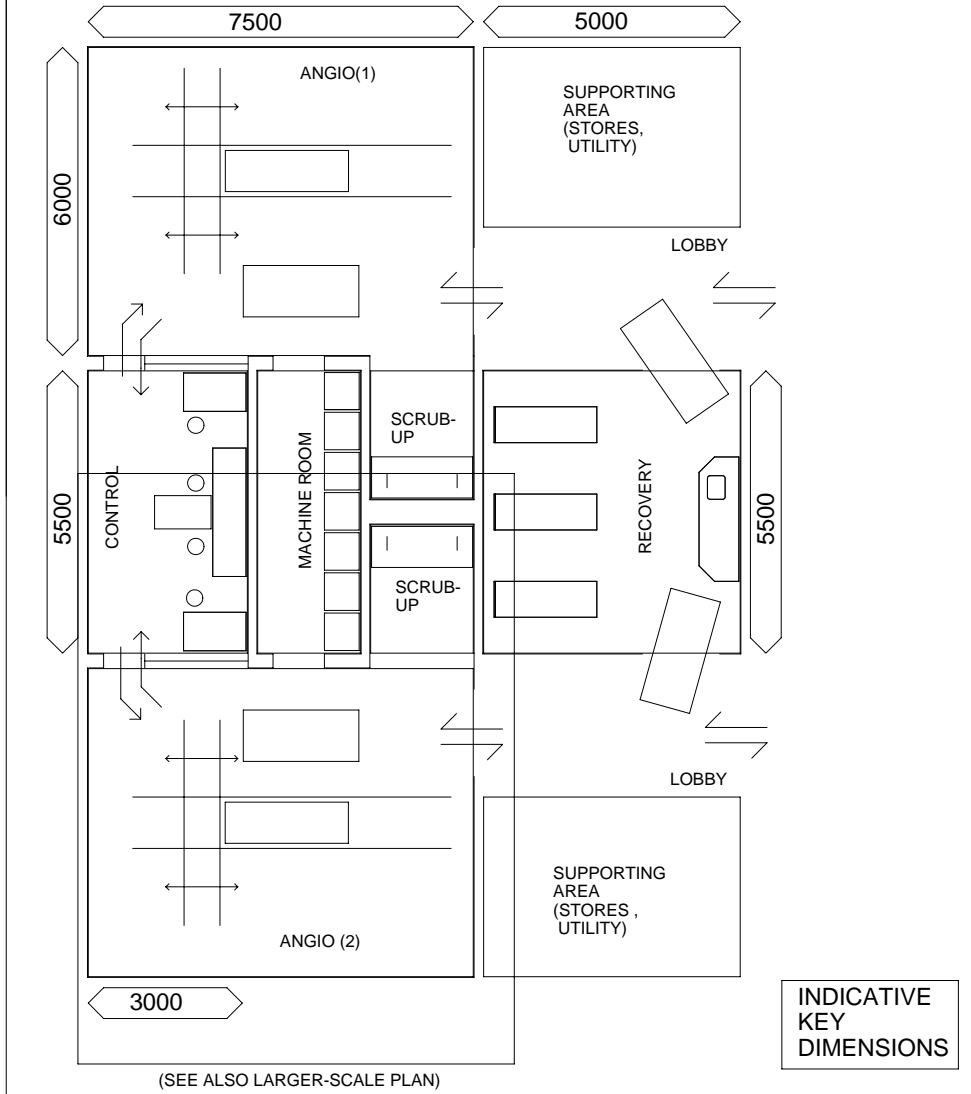 7500
5000
ANGIO(1)
SUPPORTING
AREA
(STORES,
UTILITY)
6000
LOBBY
5500
CONTROL
MACHINE ROOM
SCRUB-
UP
SCRUB-
UP
RECOVERY
5500
LOBBY
SUPPORTING
AREA
(STORES ,
UTILITY)
ANGIO (2)
3000
INDICATIVE
KEY
DIMENSIONS
(SEE ALSO LARGER-SCALE PLAN)